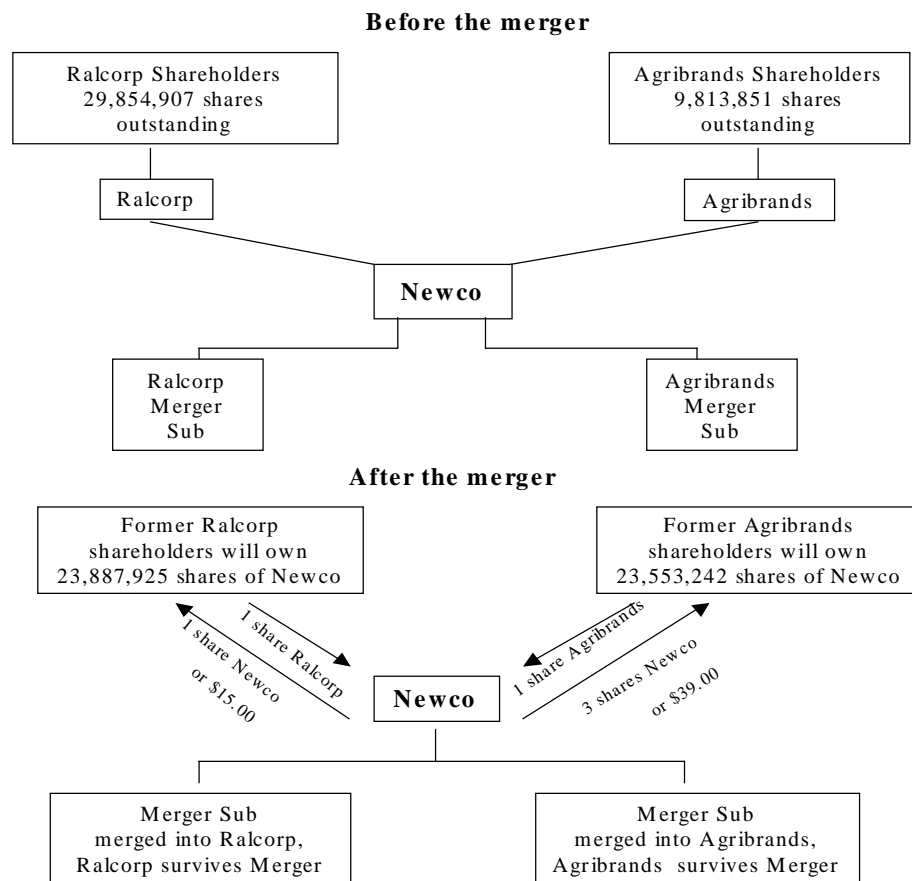 Before the merger
Ralcorp Shareholders
29,854,907 shares
outstanding
Agribrands Shareholders
9,813,851 shares
outstanding
Ralcorp
Agribrands
Newco
Ralcorp
Merger
Sub
Agribrands
Merger
Sub
After the merger
Former Ralcorp
shareholders will own
23,887,925 shares of Newco
Former Agribrands
shareholders will own
23,553,242 shares of Newco
1 share Ralcorp
1 share Newco
or $15.00
1 share Agribrands
3 shares Newco
or $39.00
Newco
Merger Sub
merged into Ralcorp,
Ralcorp survives Merger
Merger Sub
merged into Agribrands,
Agribrands survives Merger